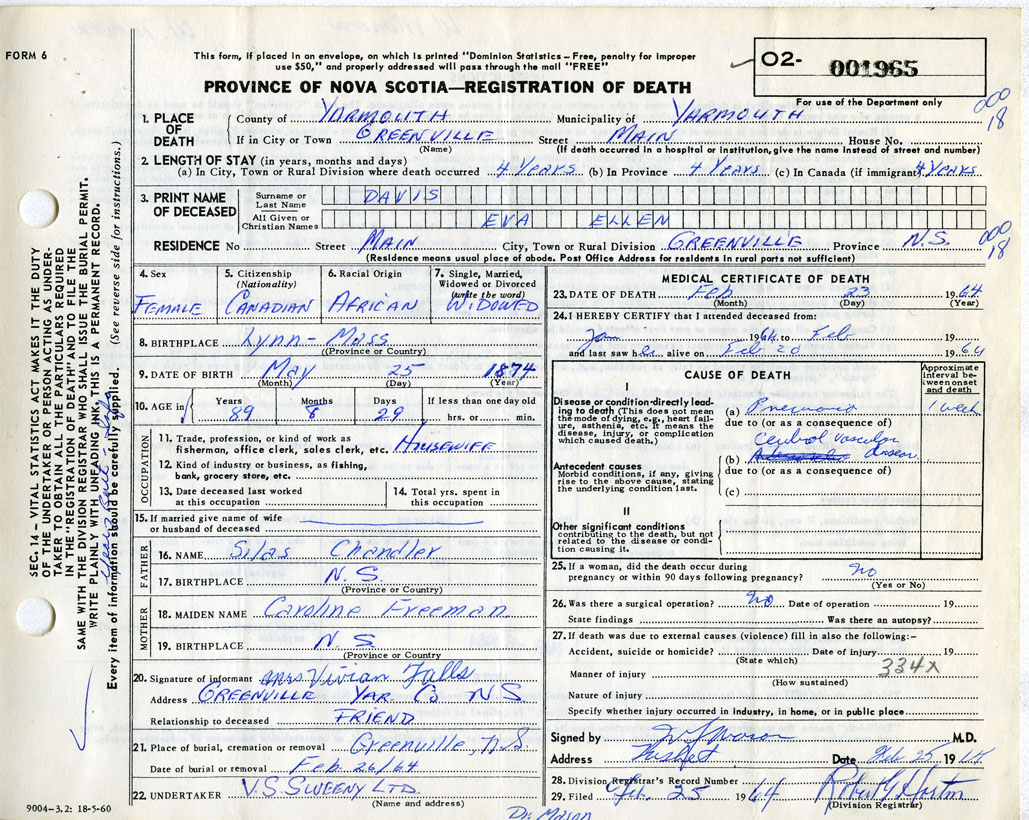 FORM 6
This form, if placed in an envelope, on which is printed "Dominion Statistics – Free, penalty for improper
use $50," and properly addressed will pass through the mail "FREE"
PROVINCE OF NOVA SCOTIA—REGISTRATION OF DEATH
O2- 001965
For use of the Department only
000
18
1. PLACE OF DEATH
County of YARMOUTH Municipality of YARMOUTH
If in City or Town GREENVILLE Street MAIN House No.
(Name) (If death occurred in a hospital or institution, give the name instead of street and number)
2. LENGTH OF STAY (in years, months and days)
(a) In City, Town or Rural Division where death occurred 4 Years (b) In Province 4 Years (c) In Canada (if immigrant) 4 Years
3. PRINT NAME OF DECEASED
Surname or Last Name DAVIS
All Given or Christian Names EVA ELLEN
000
18
RESIDENCE No Street MAIN City, Town or Rural Division GREENVILLE Province N.S.
(Residence means usual place of abode. Post Office Address for residents in rural parts not sufficient)
4. Sex FEMALE
5. Citizenship (Nationality) CANADIAN
6. Racial Origin AFRICAN
7. Single, Married, Widowed or Divorced (write the word) WIDOWED
8. BIRTHPLACE Lynn - Mass
(Province or Country)
9. DATE OF BIRTH May 25 1874
(Month) (Day) (Year)
10. AGE in Years 89 Months 8 Days 29 If less than one day old hrs. or min.
OCCUPATION
11. Trade, profession, or kind of work as
fisherman, office clerk, sales clerk, etc. HOUSEWIFE
12. Kind of industry or business, as fishing,
bank, grocery store, etc.
13. Date deceased last worked at this occupation
14. Total yrs. spent in this occupation
15. If married give name of wife
or husband of deceased
FATHER
16. NAME Silas Chandler
17. BIRTHPLACE N.S.
(Province or Country)
MOTHER
18. MAIDEN NAME Caroline Freeman
19. BIRTHPLACE N.S.
(Province or Country
20. Signature of informant Mrs Vivian Falls
Address GREENVILLE YAR. Co N S
Relationship to deceased FRIEND
21. Place of burial, cremation or removal Greenville, N.S.
Date of burial or removal Feb. 26/64
22. UNDERTAKER V.S SWEENY LTD.
(Name and address)
9004-3.2: 18-5-60
MEDICAL CERTIFICATE OF DEATH
23. DATE OF DEATH Feb 23 1964
(Month) (Day) (Year)
24. I HEREBY CERTIFY that I attended deceased from:
Jan 1964 to Feb 19
and last saw her alive on Feb 20 1964
CAUSE OF DEATH
Approximate interval between onset and death
I
Disease or condition directly leading to death (This does not mean the mode of dying, e.g., heart failure, asthenia, etc. It means the disease, injury, or complication which caused death.)
(a) Pneumonia 1 week
due to (or as a consequence of)
Cerebral vascular
(b) disease
Antecedent causes
Morbid conditions, if any, giving rise to the above cause, stating the underlying condition last.
due to (or as a consequence of)
(c)
II
Other significant conditions contributing to the death, but not related to the disease or condition causing it.
25. If a woman, did the death occur during
pregnancy or within 90 days following pregnancy? No
(Yes or No)
26. Was there a surgical operation? No Date of operation 19
State findings Was there an autopsy?
27. If death was due to external causes (violence) fill in also the following:–
Accident, suicide or homicide? Date of injury 19
(State which)
334X
Manner of injury
(How sustained)
Nature of injury
Specify whether injury occurred in industry, in home, or in public place
Signed by M.D.
Address Date Feb 25 19
28. Division Registrar's Record Number
29. Filed Feb. 25 1964
(Division Registrar)
Dr. Mason
SEC. 14 – VITAL STATISTICS ACT MAKES IT THE DUTY
OF THE UNDERTAKER OR PERSON ACTING AS UNDER-
TAKER TO OBTAIN ALL THE PARTICULARS REQUIRED
IN THE "REGISTRATION OF DEATH" AND TO FILE THE
SAME WITH THE DIVISION REGISTRAR WHO SHALL ISSUE THE BURIAL PERMIT.
WRITE PLAINLY WITH UNFADING INK, THIS IS A PERMANENT RECORD.
Every item of information should be carefully supplied. (See reverse side for instructions.)